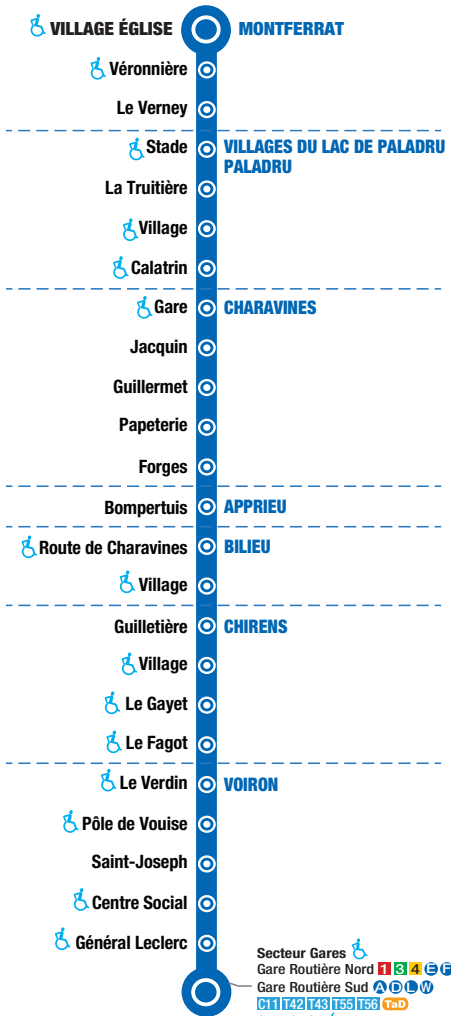 VILLAGE ÉGLISE MONTFERRAT
Véronnière
Le Verney
Stade VILLAGES DU LAC DE PALADRU
PALADRU
La Truitière
Village
Calatrin
Gare CHARAVINES
Jacquin
Guillermet
Papeterie
Forges
Bompertuis APPRIEU
Route de Charavines BILIEU
Village
Guilletière CHIRENS
Village
Le Gayet
Le Fagot
Le Verdin VOIRON
Pôle de Vouise
Saint-Joseph
Centre Social
Général Leclerc
Secteur Gares
Gare Routière Nord 1 3 4 E F
Gare Routière Sud A D L W
C11 T42 T43 T55 T56 TaD